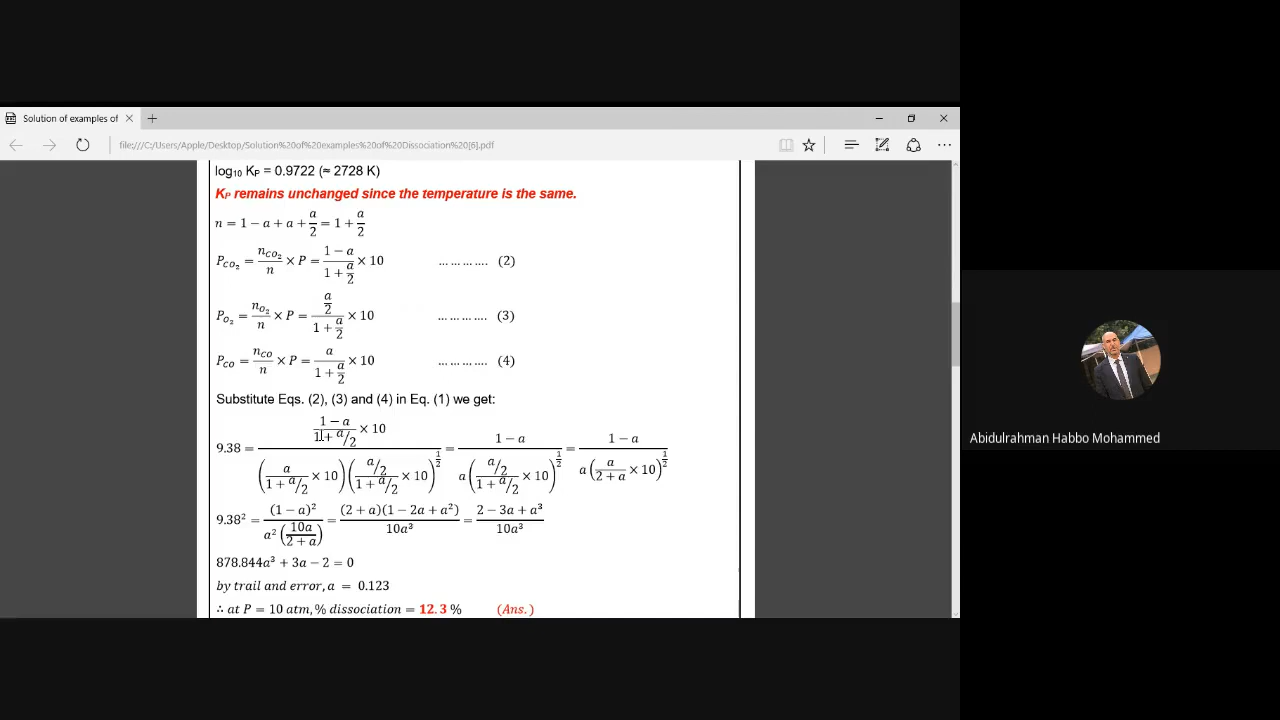 Solution of examples of
file:///C:/Users/Apple/Desktop/Solution%20of%20examples%20of%20Dissociation%20[6].pdf
log₁₀ K_P = 0.9722 (≈ 2728 K)
K_P remains unchanged since the temperature is the same.
n = 1 − a + a + a/2 = 1 + a/2
P_CO₂ = n_CO₂/n × P = (1 − a)/(1 + a/2) × 10 ………… (2)
P_O₂ = n_O₂/n × P = (a/2)/(1 + a/2) × 10 ………… (3)
P_CO = n_CO/n × P = a/(1 + a/2) × 10 ………… (4)
Substitute Eqs. (2), (3) and (4) in Eq. (1) we get:
9.38 = ((1 − a)/(1 + a/2) × 10)/((a/(1 + a/2) × 10)((a/2)/(1 + a/2) × 10)^(1/2)) = (1 − a)/(a((a/2)/(1 + a/2) × 10)^(1/2)) = (1 − a)/(a(a/(2 + a) × 10)^(1/2))
9.38² = (1 − a)²/(a²(10a/(2 + a))) = (2 + a)(1 − 2a + a²)/10a³ = (2 − 3a + a³)/10a³
878.844a³ + 3a − 2 = 0
by trail and error, a = 0.123
∴ at P = 10 atm, % dissociation = 12.3 % (Ans.)
Abidulrahman Habbo Mohammed